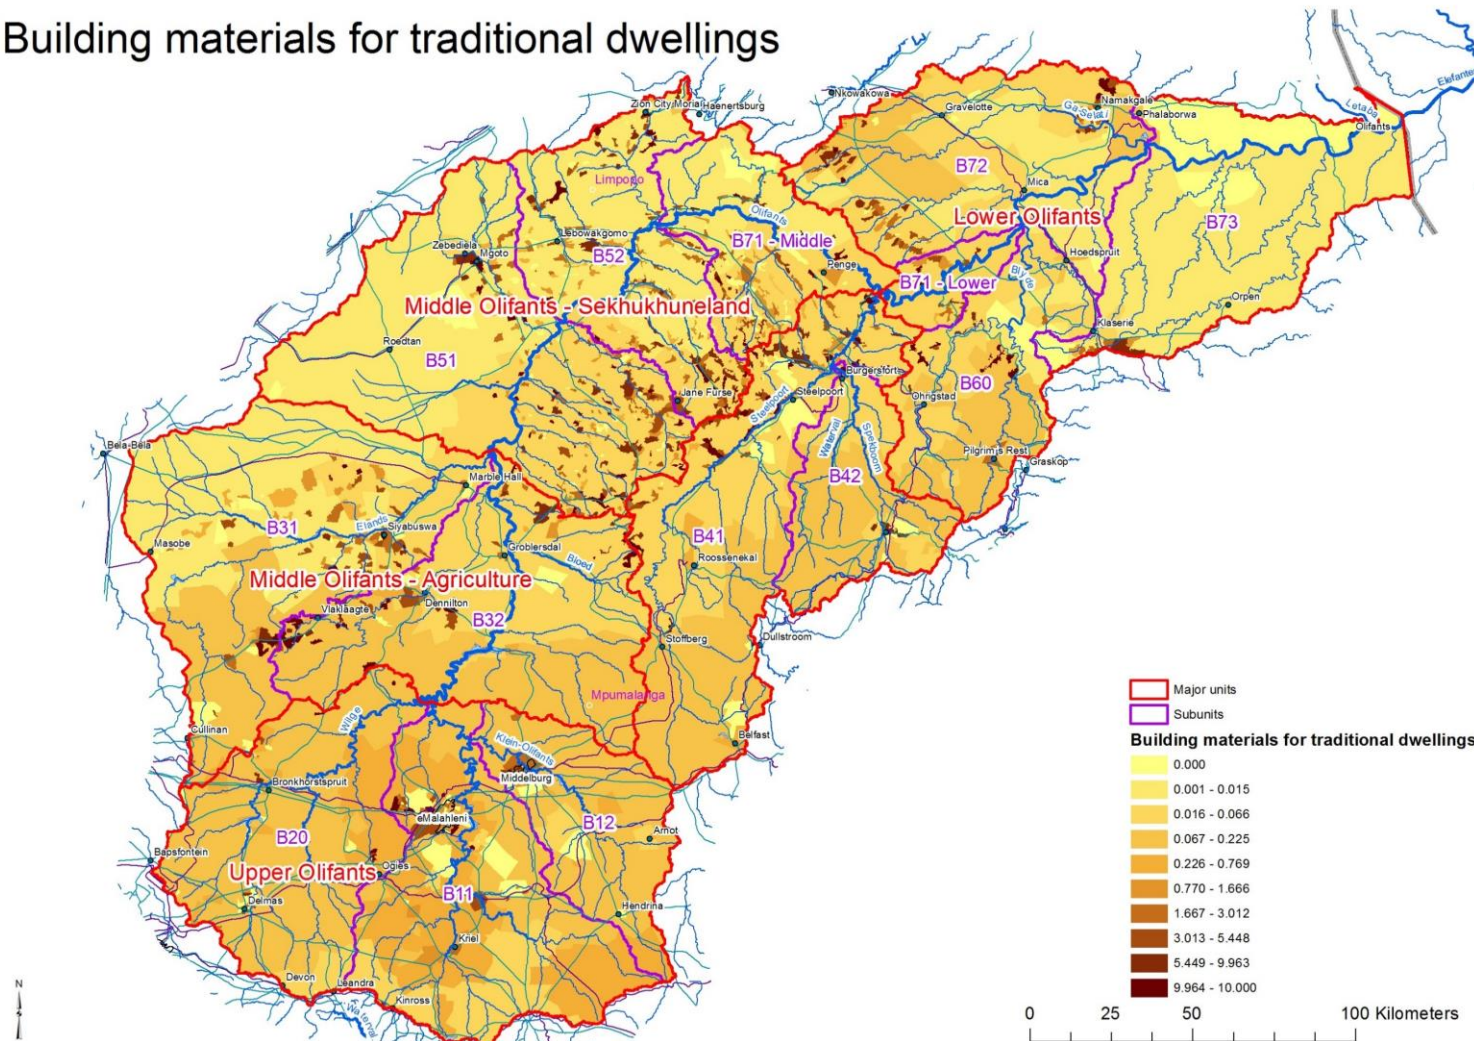 Building materials for traditional dwellings
Elefantes
Letaba
Olifants
Nkowakowa
Zion City Moria
Haenertsburg
Gravelotte
Ga-Selati
Namakgale
Phalaborwa
B72
Limpopo
Mica
Lower Olifants
B73
Olifants
B71 - Middle
Lebowakgomo
Zebediela
Mgoto
B52
Penge
Hoedspruit
Blyde
B71 - Lower
Middle Olifants - Sekhukhuneland
Orpen
Klaserie
Roedtan
B51
Burgersfort
B60
Jane Furse
Steelpoort
Steelpoort
Ohrigstad
Waterval
Spekboom
Bela-Bela
Pilgrim's Rest
Graskop
Marble Hall
B42
B31
Elands
Siyabuswa
B41
Masobe
Groblersdal
Bloed
Roossenekal
Middle Olifants - Agriculture
Vlaklaagte
Dennilton
B32
Stoffberg
Dullstroom
Mpumalanga
Wilge
Cullinan
Klein-Olifants
Belfast
Middelburg
Bronkhorstspruit
eMalahleni
B20
B12
Arnot
Bapsfontein
Upper Olifants
Ogies
B11
Delmas
Hendrina
Kriel
Devon
Leandra
Kinross
Waterval
N
Major units
Subunits
Building materials for traditional dwellings
0.000
0.001 - 0.015
0.016 - 0.066
0.067 - 0.225
0.226 - 0.769
0.770 - 1.666
1.667 - 3.012
3.013 - 5.448
5.449 - 9.963
9.964 - 10.000
0 25 50 100 Kilometers